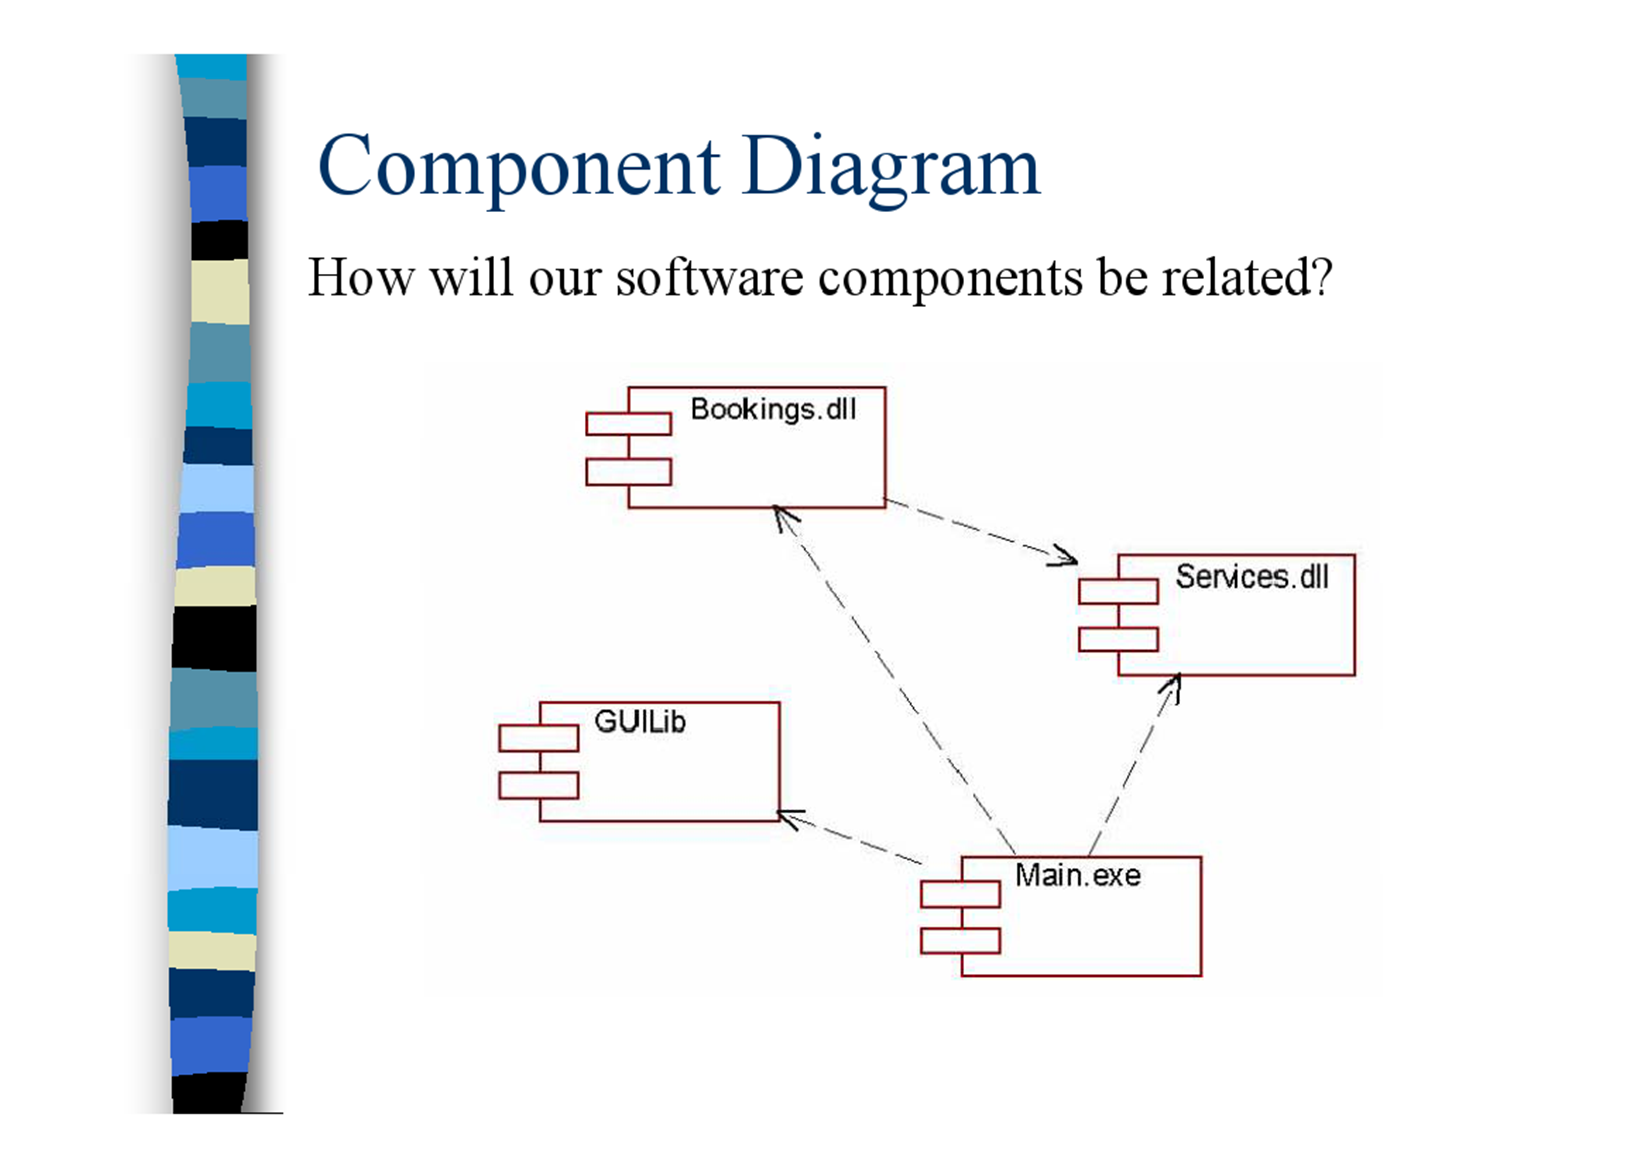 Component Diagram
How will our software components be related?
Bookings.dll
Services.dll
GUILib
Main.exe